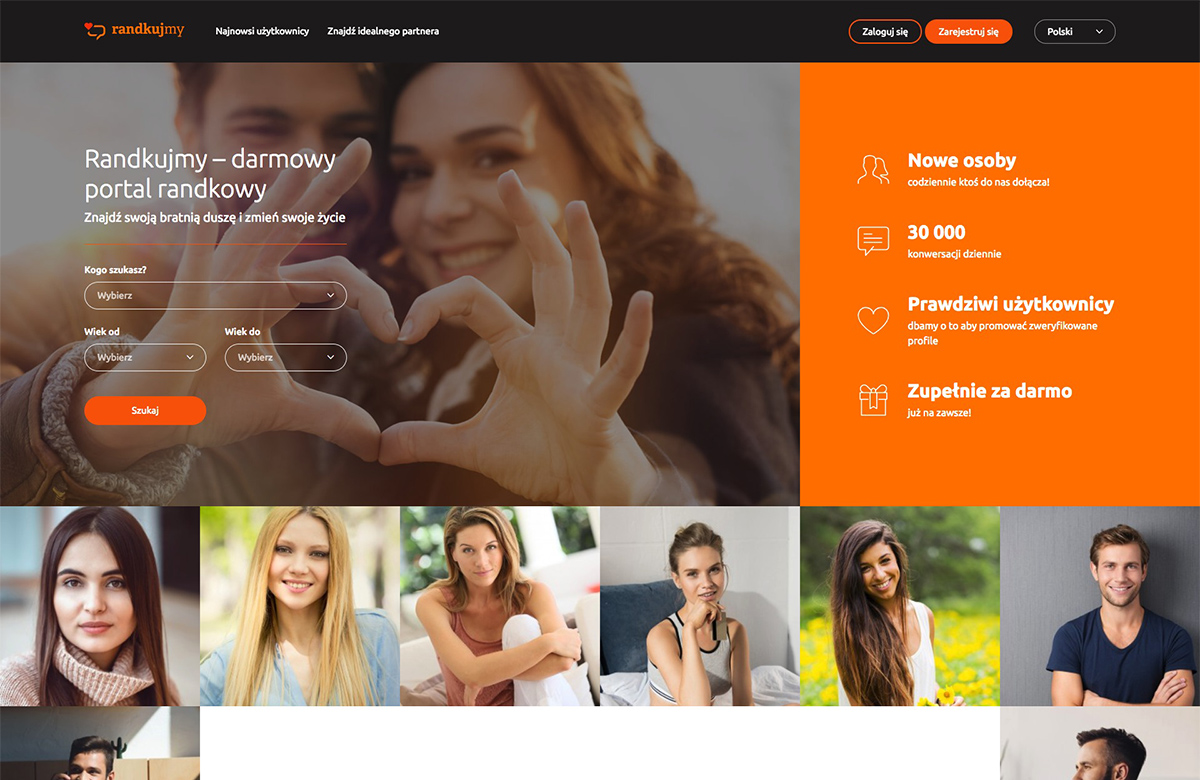 randkujmy
Najnowsi użytkownicy
Znajdź idealnego partnera
Zaloguj się
Zarejestruj się
Polski
Randkujmy – darmowy
portal randkowy
Znajdź swoją bratnią duszę i zmień swoje życie
Kogo szukasz?
Wybierz
Wiek od
Wiek do
Wybierz
Wybierz
Szukaj
Nowe osoby
codziennie ktoś do nas dołącza!
30 000
konwersacji dziennie
Prawdziwi użytkownicy
dbamy o to aby promować zweryfikowane
profile
Zupełnie za darmo
już na zawsze!